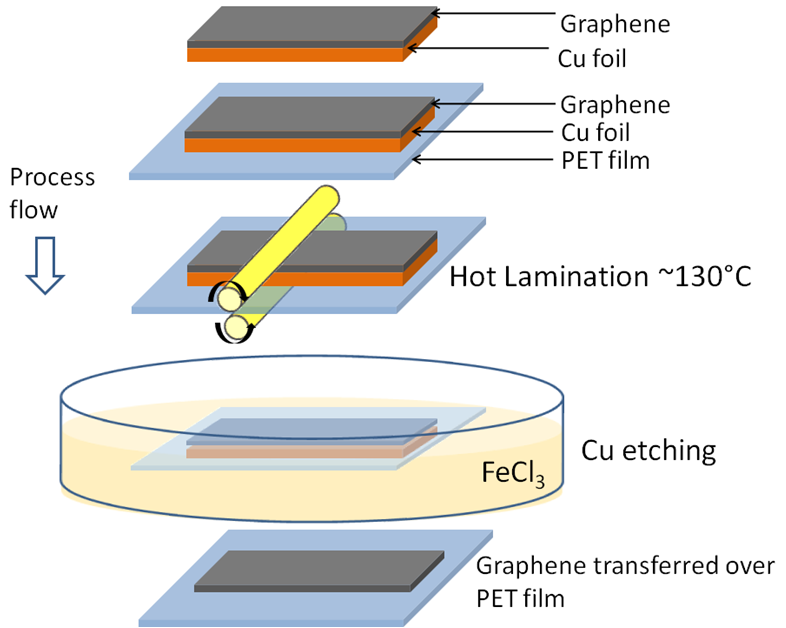 Graphene
Cu foil
Graphene
Cu foil
PET film
Process
flow
Hot Lamination ~130°C
Cu etching
FeCl₃
Graphene transferred over
PET film